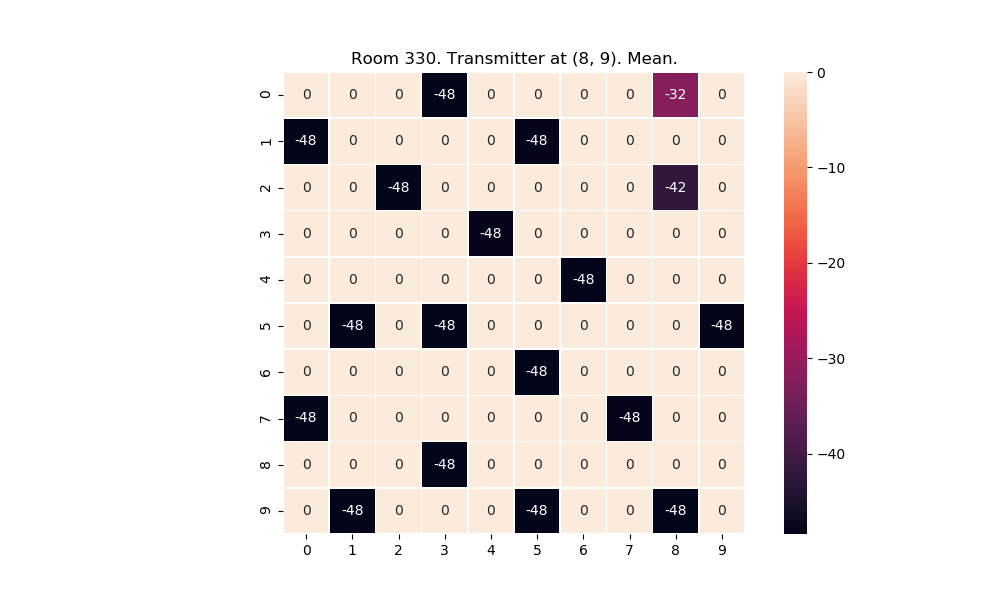 Room 330. Transmitter at (8, 9). Mean.
0 0 0 0 -48 0 0 0 0 -32 0
1 -48 0 0 0 0 -48 0 0 0 0
2 0 0 -48 0 0 0 0 0 -42 0
3 0 0 0 0 -48 0 0 0 0 0
4 0 0 0 0 0 0 -48 0 0 0
5 0 -48 0 -48 0 0 0 0 0 -48
6 0 0 0 0 0 -48 0 0 0 0
7 -48 0 0 0 0 0 0 -48 0 0
8 0 0 0 -48 0 0 0 0 0 0
9 0 -48 0 0 0 -48 0 0 -48 0
0 1 2 3 4 5 6 7 8 9
0
−10
−20
−30
−40